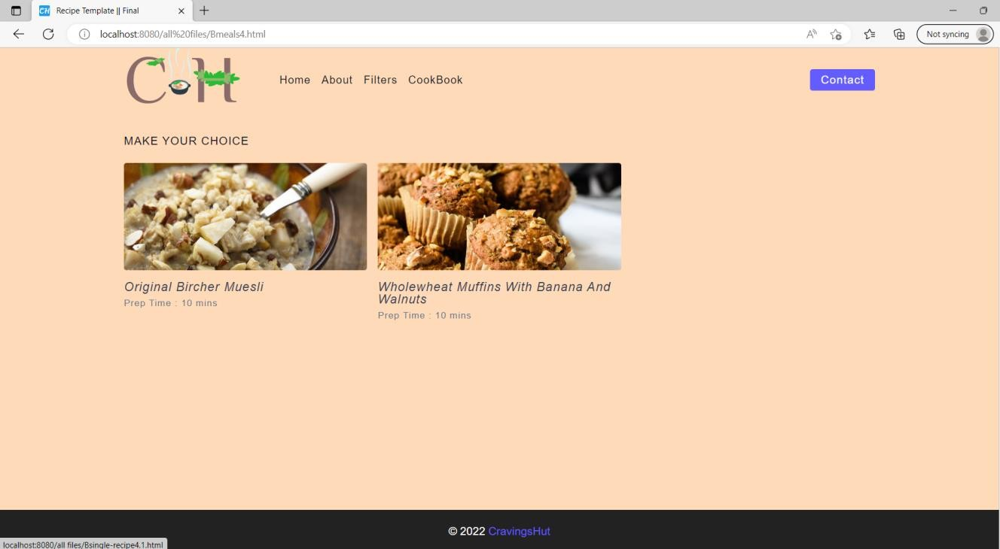 CH Recipe Template || Final
localhost:8080/all%20files/Bmeals4.html
Not syncing
C H
Home About Filters CookBook
Contact
MAKE YOUR CHOICE
Original Bircher Muesli
Prep Time : 10 mins
Wholewheat Muffins With Banana And
Walnuts
Prep Time : 10 mins
© 2022 CravingsHut
localhost:8080/all files/Bsingle-recipe4.1.html